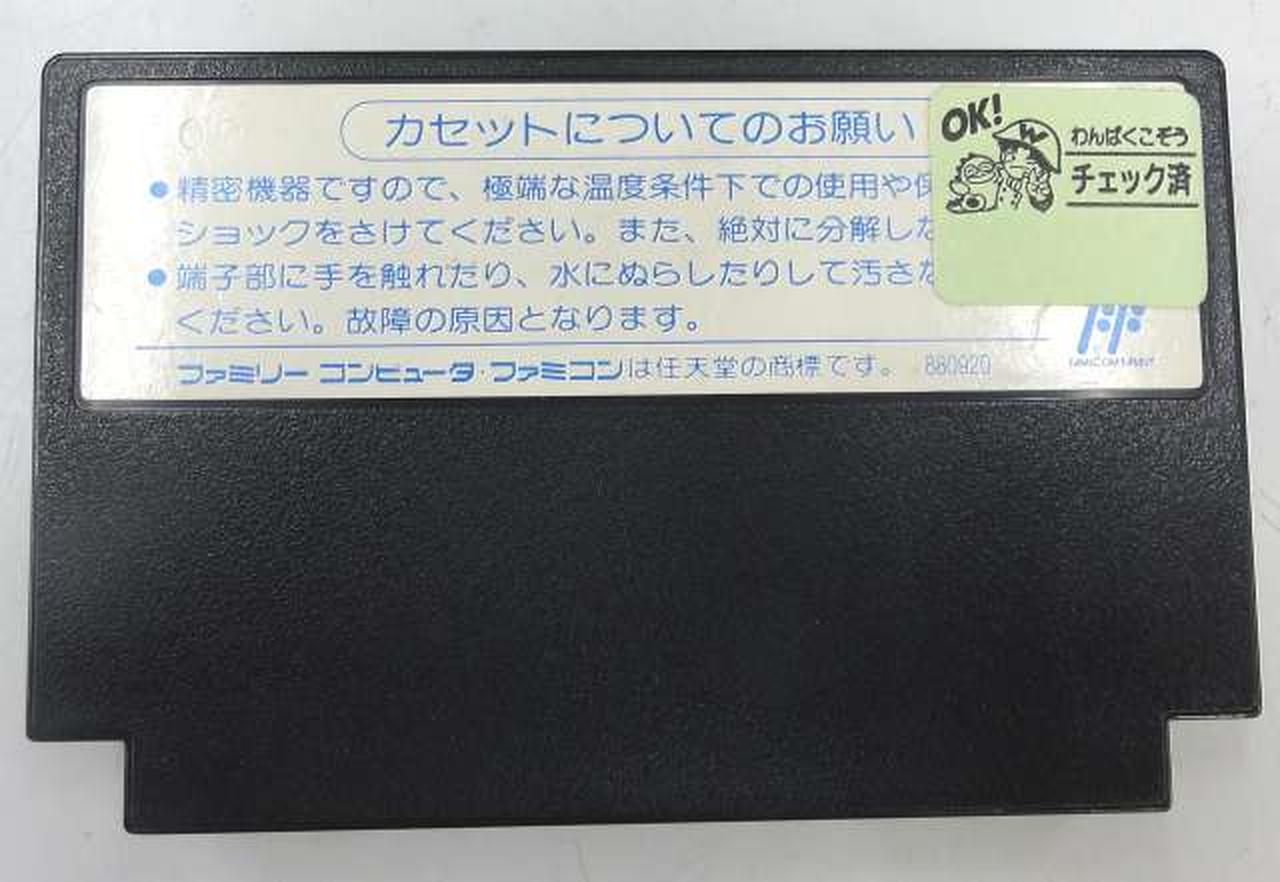 カセットについてのお願い
OK!
わんぱくこぞう
チェック済
●精密機器ですので、極端な温度条件下での使用や
ショックをさけてください。また、絶対に分解し
●端子部に手を触れたり、水にぬらしたりして汚さ
ください。故障の原因となります。
ファミリー コンピュータ・ファミコンは任天堂の商標です。 880920
FAMICOM FAMILY